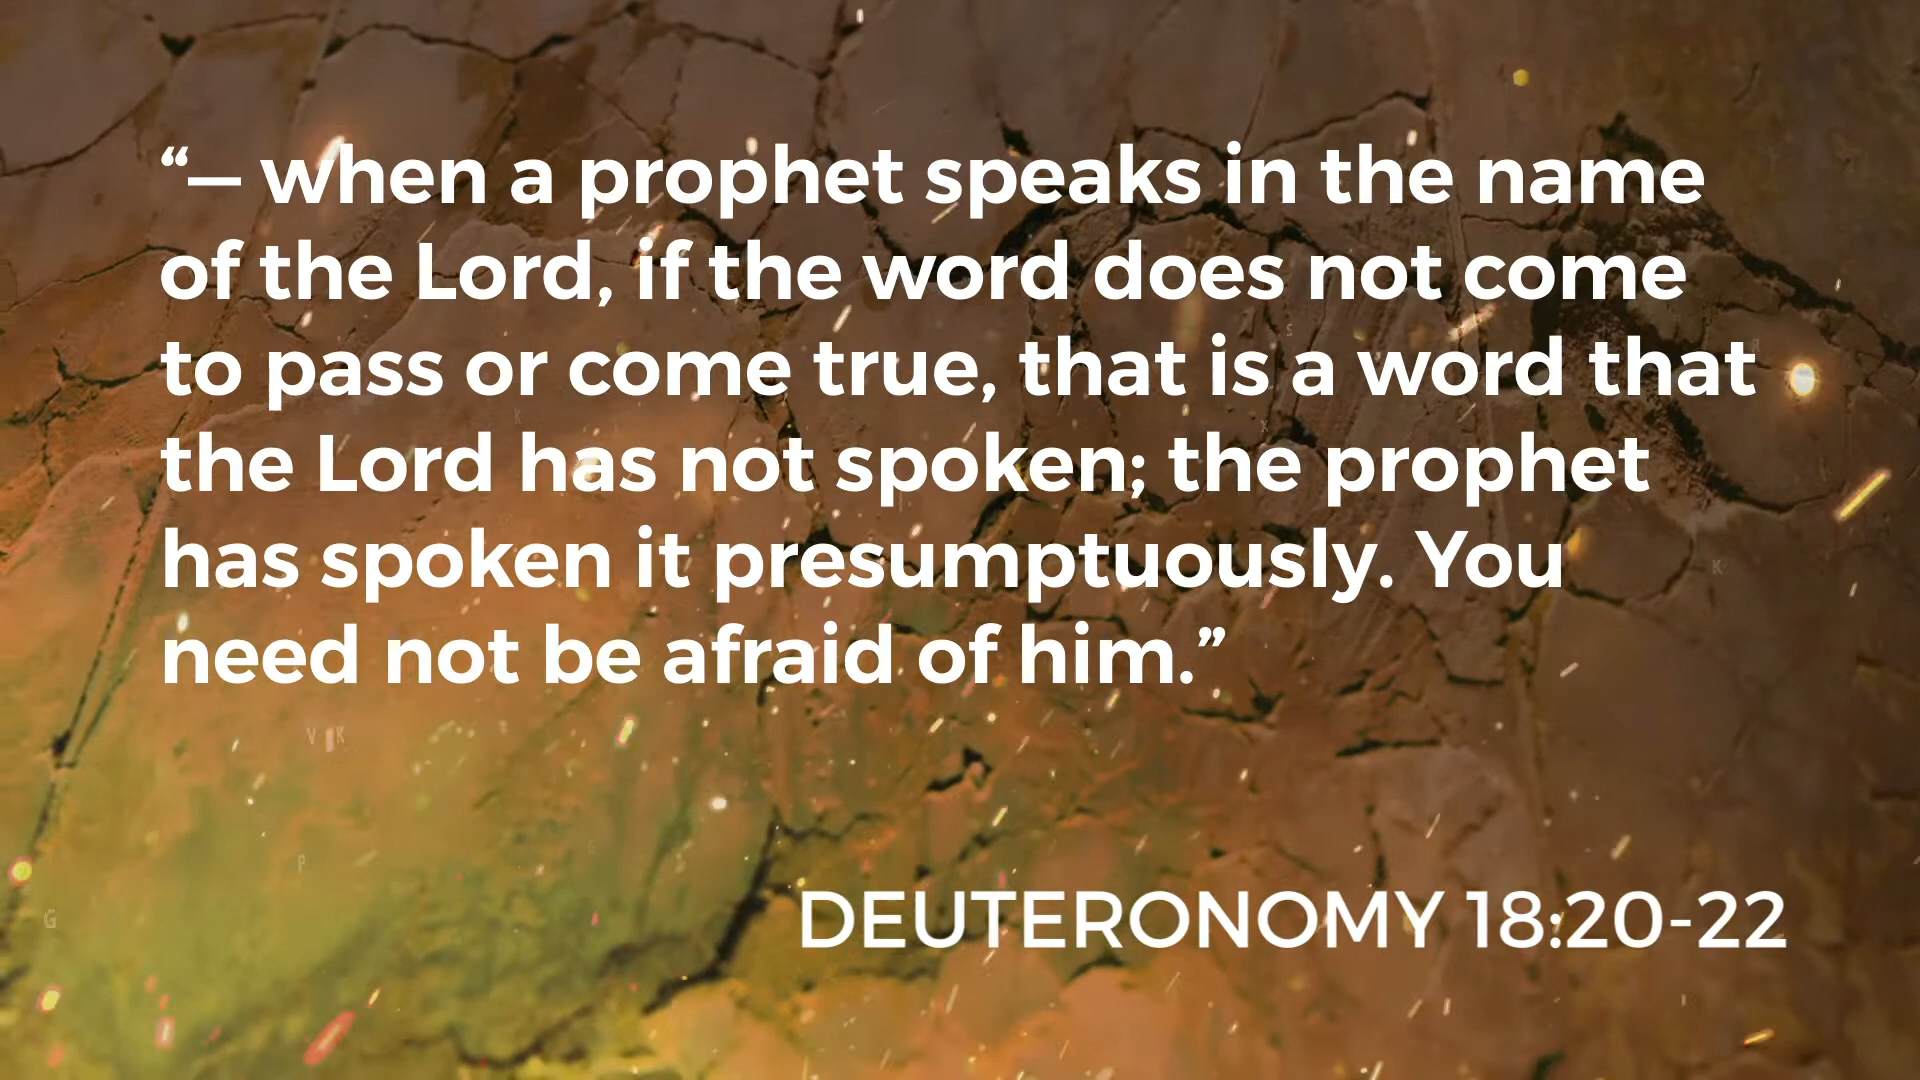 “— when a prophet speaks in the name
of the Lord, if the word does not come
to pass or come true, that is a word that
the Lord has not spoken; the prophet
has spoken it presumptuously. You
need not be afraid of him.”
DEUTERONOMY 18:20-22